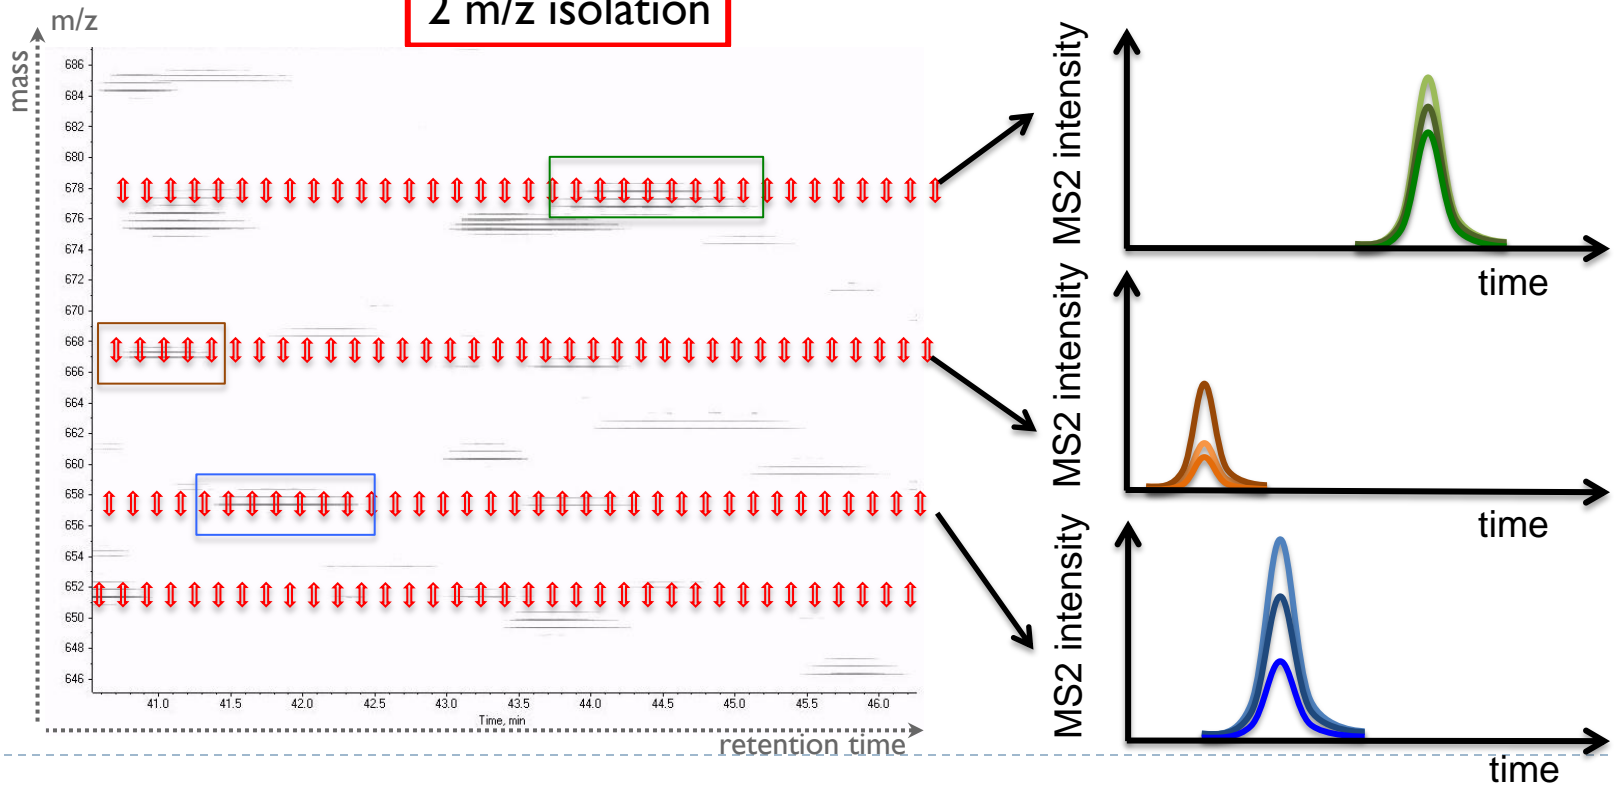 2 m/z isolation
m/z
mass
686
684
682
680
678
676
674
672
670
668
666
664
662
660
658
656
654
652
650
648
646
41.0 41.5 42.0 42.5 43.0 43.5 44.0 44.5 45.0 45.5 46.0
Time, min
retention time
MS2 intensity
time
MS2 intensity
time
MS2 intensity
time